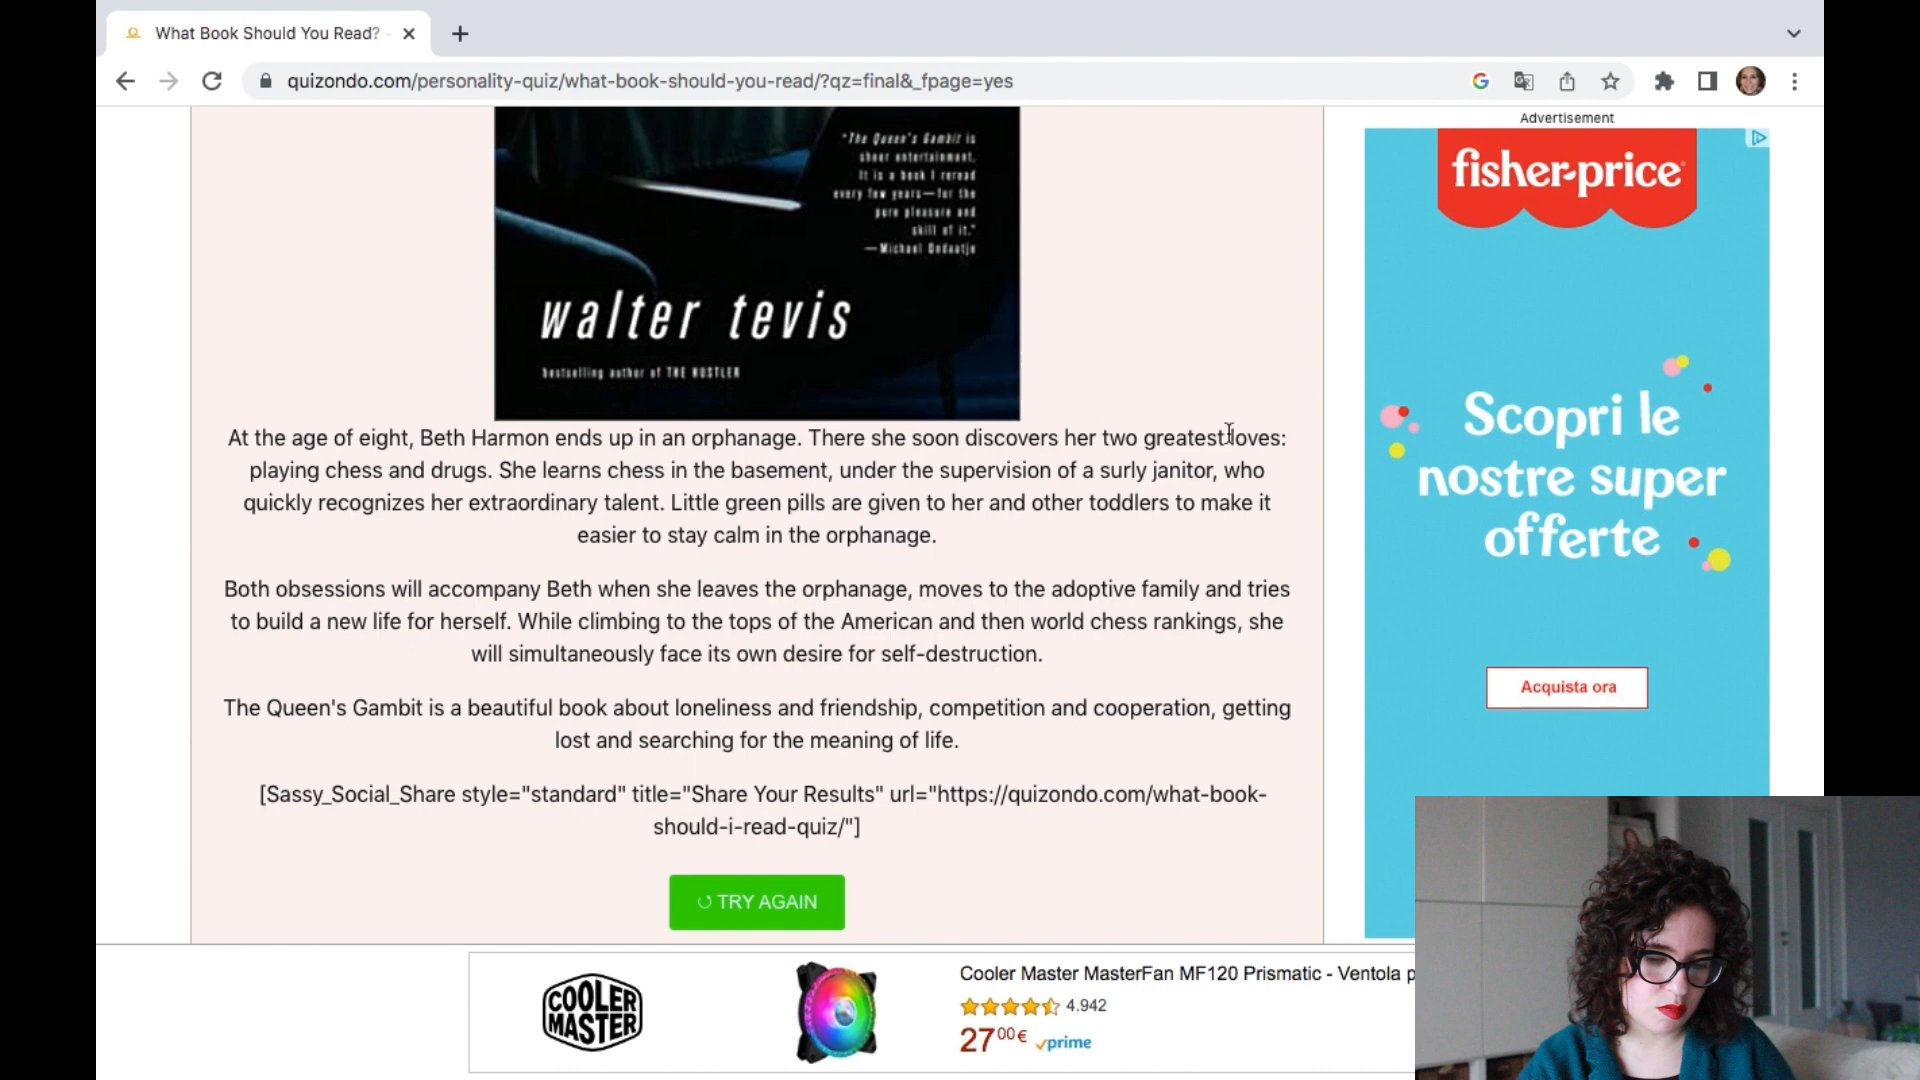 What Book Should You Read? -
quizondo.com/personality-quiz/what-book-should-you-read/?qz=final&_fpage=yes
"The Queen's Gambit is
sheer entertainment.
It is a book I reread
every few years—for the
pure pleasure and
skill of it."
—Michael Ondaatje
walter tevis
bestselling author of THE HUSTLER
At the age of eight, Beth Harmon ends up in an orphanage. There she soon discovers her two greatest loves:
playing chess and drugs. She learns chess in the basement, under the supervision of a surly janitor, who
quickly recognizes her extraordinary talent. Little green pills are given to her and other toddlers to make it
easier to stay calm in the orphanage.
Both obsessions will accompany Beth when she leaves the orphanage, moves to the adoptive family and tries
to build a new life for herself. While climbing to the tops of the American and then world chess rankings, she
will simultaneously face its own desire for self-destruction.
The Queen's Gambit is a beautiful book about loneliness and friendship, competition and cooperation, getting
lost and searching for the meaning of life.
[Sassy_Social_Share style="standard" title="Share Your Results" url="https://quizondo.com/what-book-
should-i-read-quiz/"]
TRY AGAIN
Advertisement
fisher-price
Scopri le
nostre super
offerte
Acquista ora
COOLER
MASTER
Cooler Master MasterFan MF120 Prismatic - Ventola p
4.942
2700€ prime